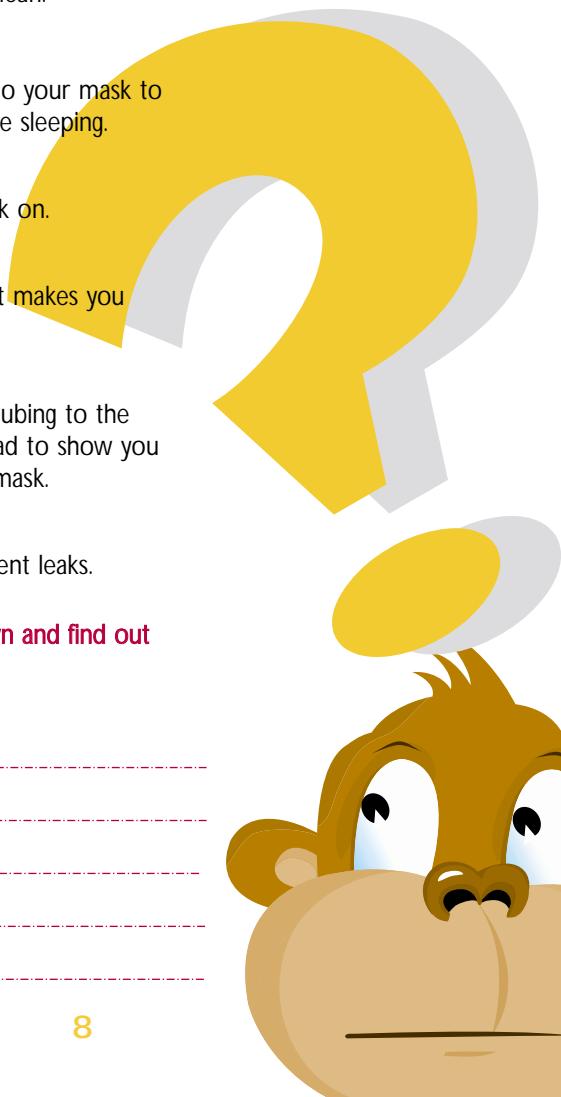 o your mask to
e sleeping.
k on.
t makes you
ubing to the
ad to show you
mask.
ent leaks.
n and find out
8